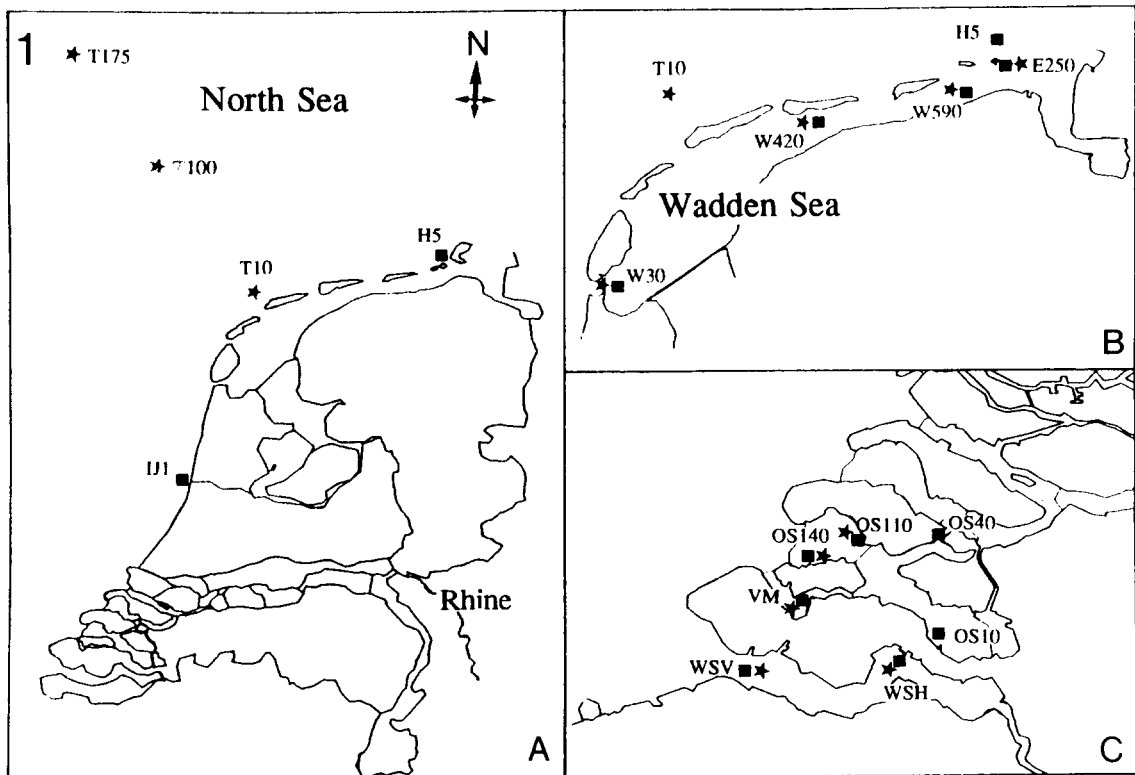 1
T175
N
North Sea
T100
H5
T10
IJ1
Rhine
A
H5
T10
E250
W590
W420
Wadden Sea
W30
B
OS110
OS40
OS140
VM
OS10
WSV
WSH
C